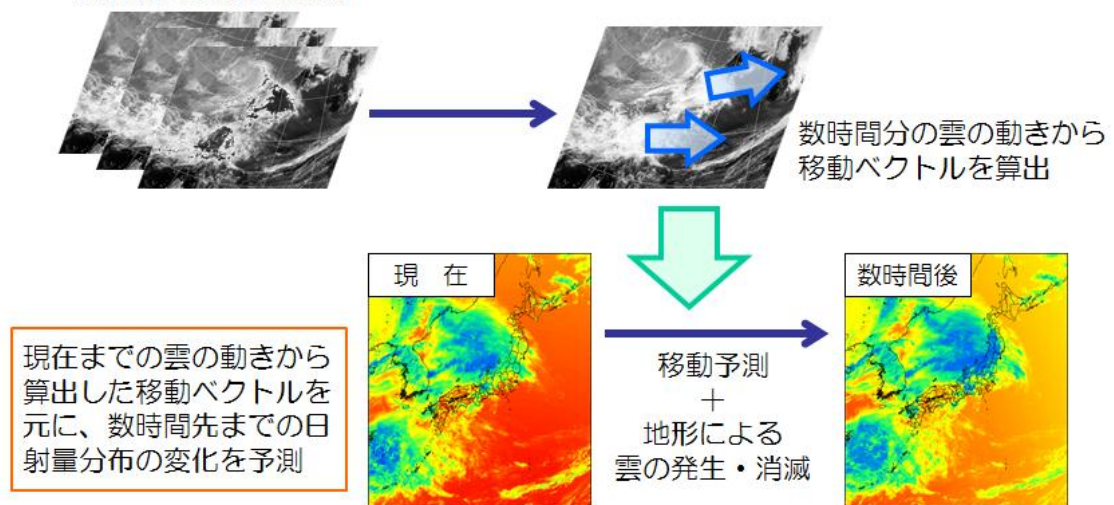 数時間分の雲の動きから
移動ベクトルを算出
現　在
数時間後
現在までの雲の動きから
算出した移動ベクトルを
元に、数時間先までの日
射量分布の変化を予測
移動予測
＋
地形による
雲の発生・消滅